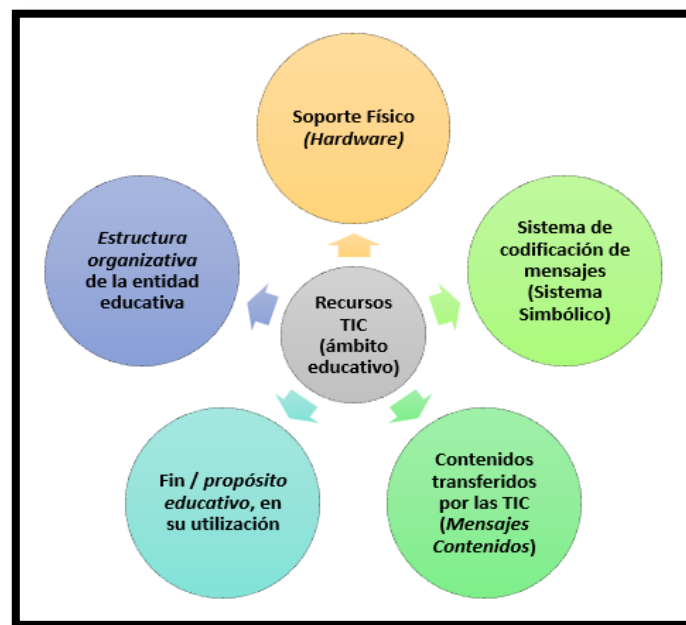 Soporte Físico
(Hardware)
Estructura
organizativa
de la entidad
educativa
Sistema de
codificación de
mensajes
(Sistema
Simbólico)
Recursos
TIC
(ámbito
educativo)
Fin / propósito
educativo, en
su utilización
Contenidos
transferidos
por las TIC
(Mensajes
Contenidos)